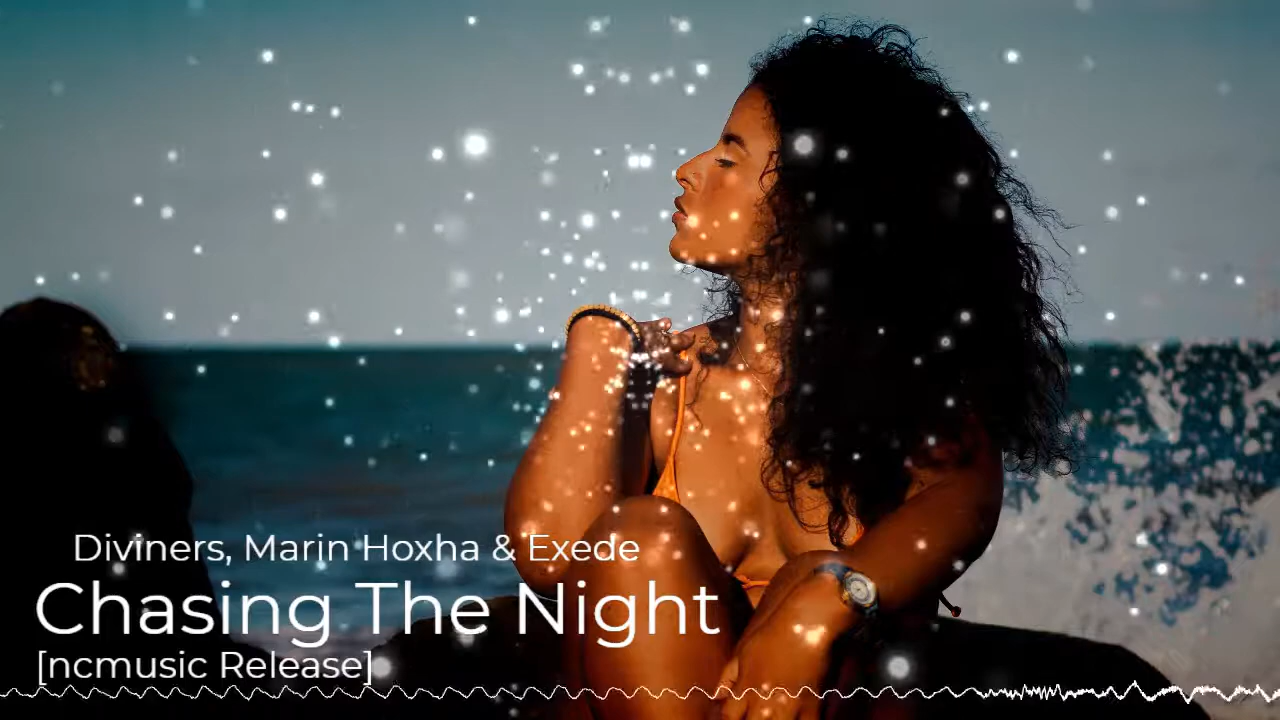 Diviners, Marin Hoxha & Exede
Chasing The Night
[ncmusic Release]